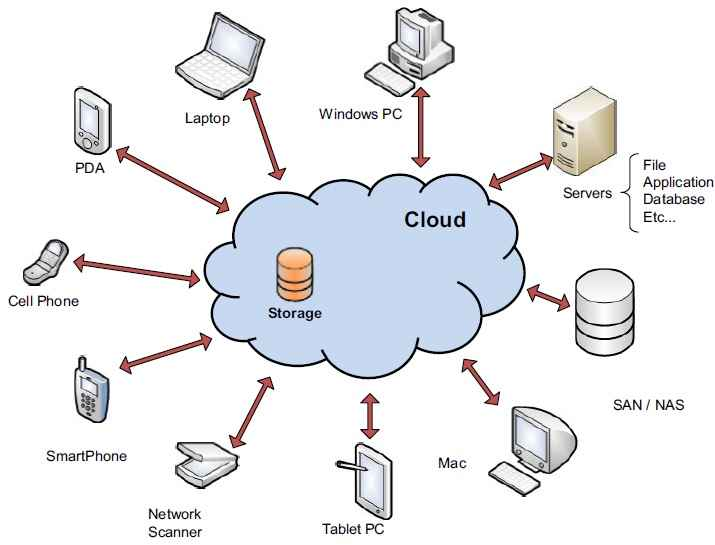 Laptop
Windows PC
PDA
Servers
File
Application
Database
Etc...
Cloud
Cell Phone
Storage
SAN / NAS
SmartPhone
Mac
Network
Scanner
Tablet PC